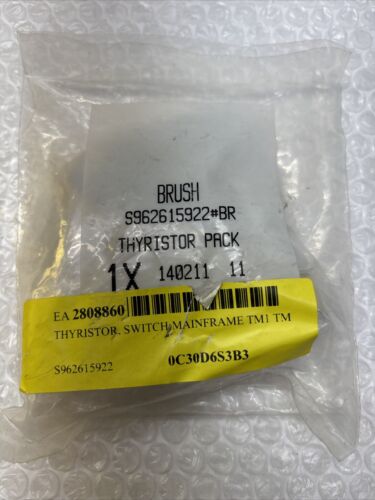 BRUSH
S962615922#BR
THYRISTOR PACK
1X 140211 11
EA 2808860
THYRISTOR, SWITCH MAINFRAME TM1 TM
S962615922 0C30D6S3B3